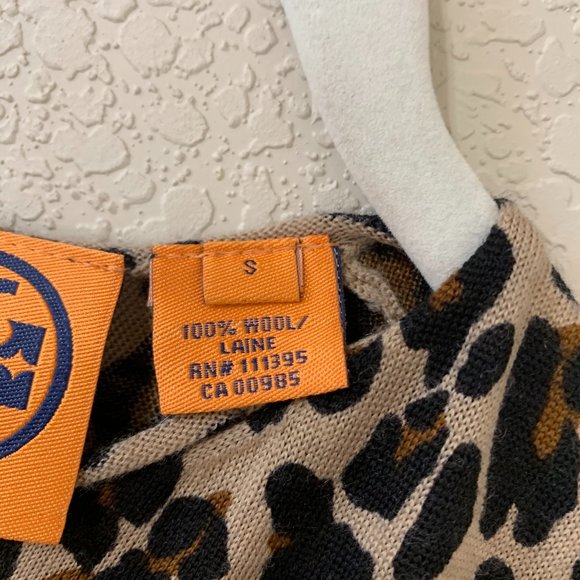 S
100% WOOL/
LAINE
RN# 111395
CA 00985